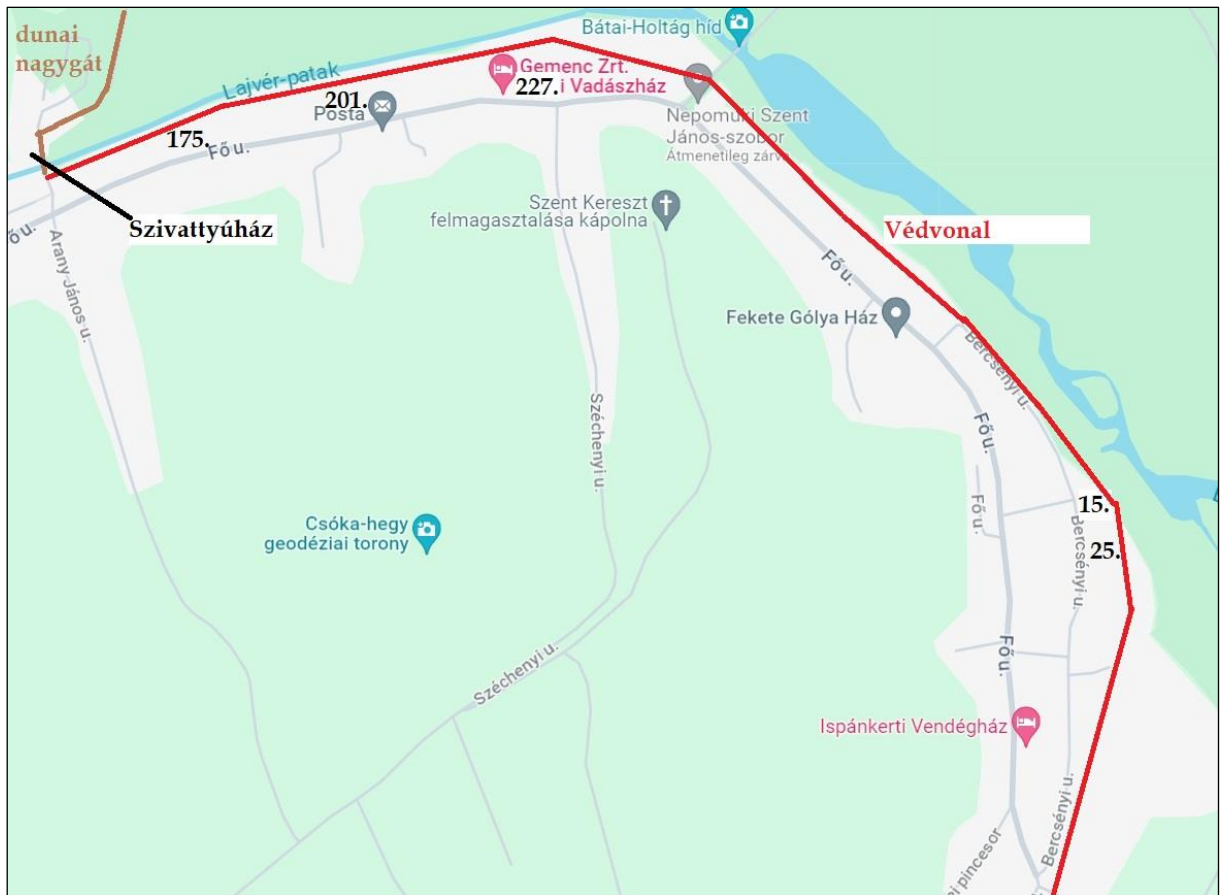 dunai
nagygát
Bátai-Holtág híd
Lajvér-patak
Gemenc Zrt.
227.i Vadászház
201.
Posta
175.
Fő u.
Nepomuki Szent
János-szobor
Átmenetileg zárva
Szent Kereszt
felmagasztalása kápolna
Szivattyúház
ő u.
Arany János u.
Védvonal
Fő u.
Fekete Gólya Ház
Bercsényi u.
Széchenyi u.
Fő u.
Fő u.
15.
Csóka-hegy
geodéziai torony
25.
Bercsényi u.
Széchenyi u.
Fő u.
Ispánkerti Vendégház
Bercsényi u.
ai pincesor